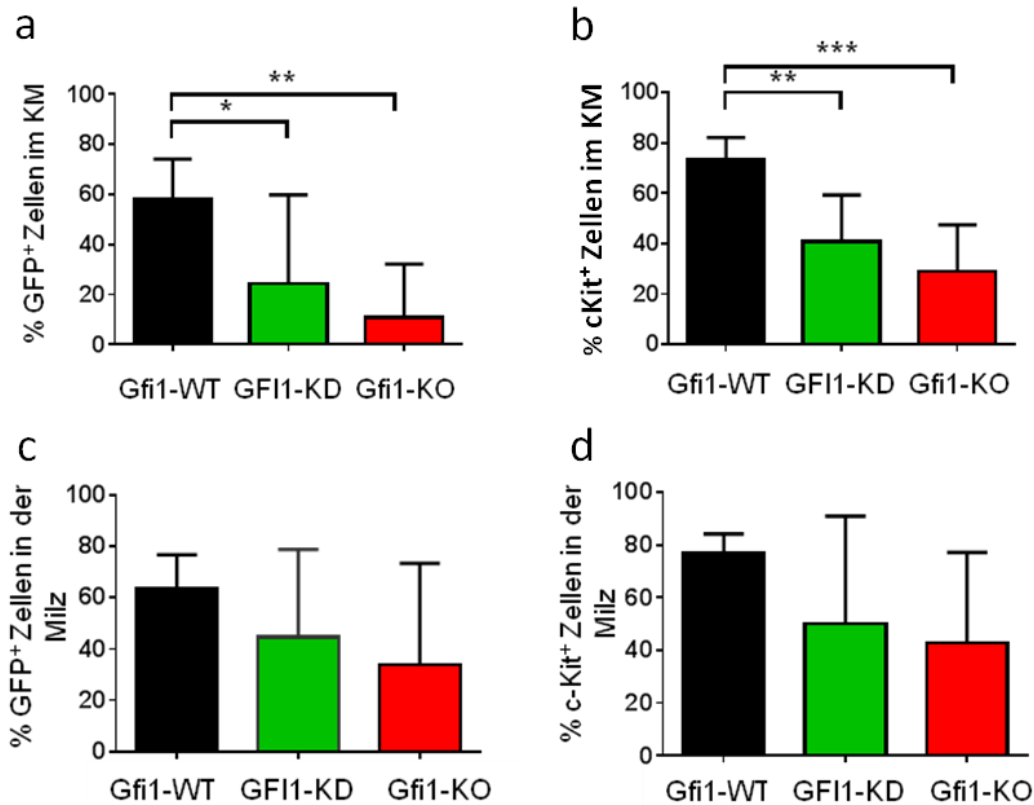 a
**
*
% GFP+ Zellen im KM
100
80
60
40
20
0
Gfi1-WT GFI1-KD Gfi1-KO
b
***
**
% cKit+ Zellen im KM
100
80
60
40
20
0
Gfi1-WT GFI1-KD Gfi1-KO
c
% GFP+ Zellen in der
Milz
100
80
60
40
20
0
Gfi1-WT GFI1-KD Gfi1-KO
d
% c-Kit+ Zellen in der
Milz
100
80
60
40
20
0
Gfi1-WT GFI1-KD Gfi1-KO